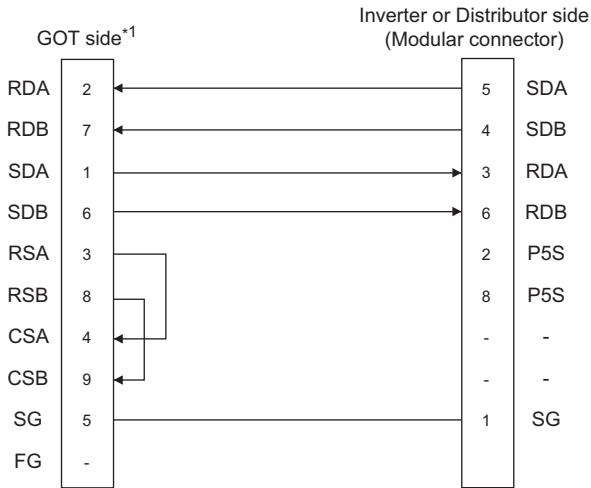 Inverter or Distributor side
GOT side*1 (Modular connector)
RDA 2 5 SDA
RDB 7 4 SDB
SDA 1 3 RDA
SDB 6 6 RDB
RSA 3 2 P5S
RSB 8 8 P5S
CSA 4 - -
CSB 9 - -
SG 5 1 SG
FG -